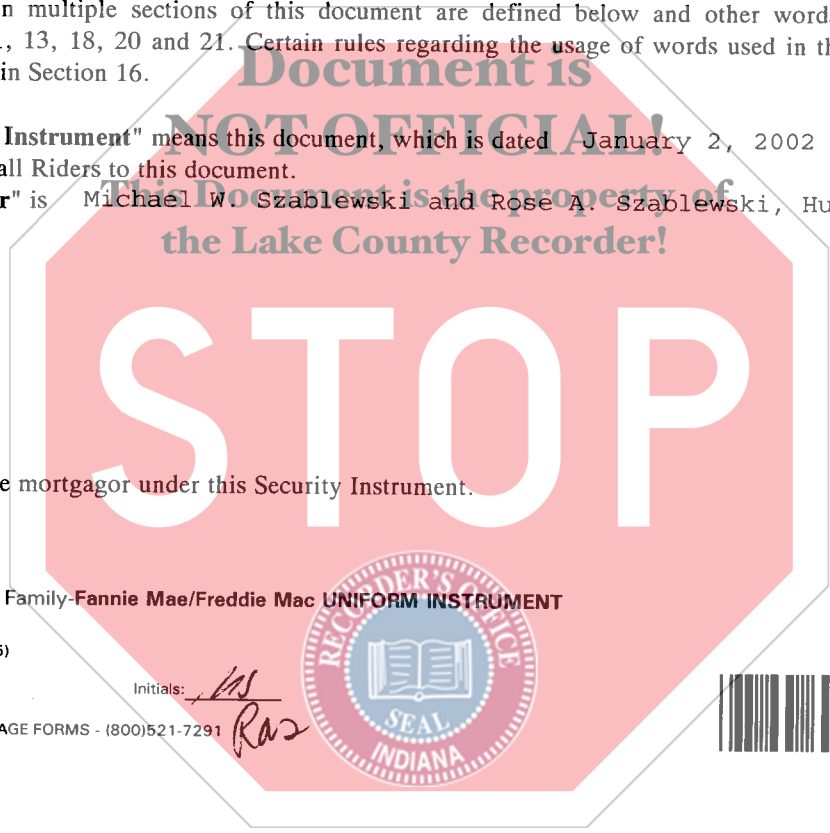 n multiple sections of this document are defined below and other word
, 13, 18, 20 and 21. Certain rules regarding the usage of words used in th
in Section 16.
Document is
NOT OFFICIAL!
Instrument" means this document, which is dated January 2, 2002
all Riders to this document.
This Document is the property of
r" is Michael W. Szablewski and Rose A. Szablewski, Hu
the Lake County Recorder!
STOP
e mortgagor under this Security Instrument.
Family-Fannie Mae/Freddie Mac UNIFORM INSTRUMENT
RECORDER'S OFFICE
SEAL
INDIANA
Initials:
AGE FORMS - (800)521-7291
Ras